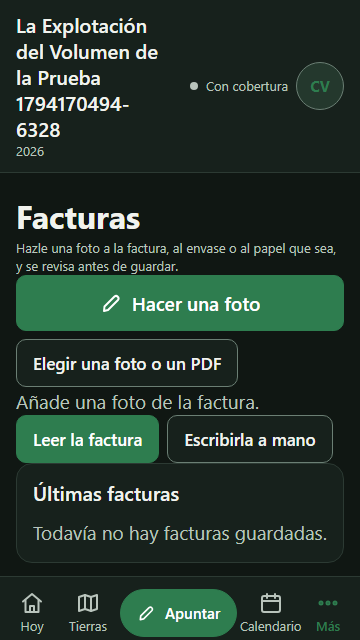 La Explotación
del Volumen de
la Prueba
1794170494-
6328
2026
Con cobertura
CV
Facturas
Hazle una foto a la factura, al envase o al papel que sea,
y se revisa antes de guardar.
Hacer una foto
Elegir una foto o un PDF
Añade una foto de la factura.
Leer la factura
Escribirla a mano
Últimas facturas
Todavía no hay facturas guardadas.
Hoy
Tierras
Apuntar
Calendario
Más